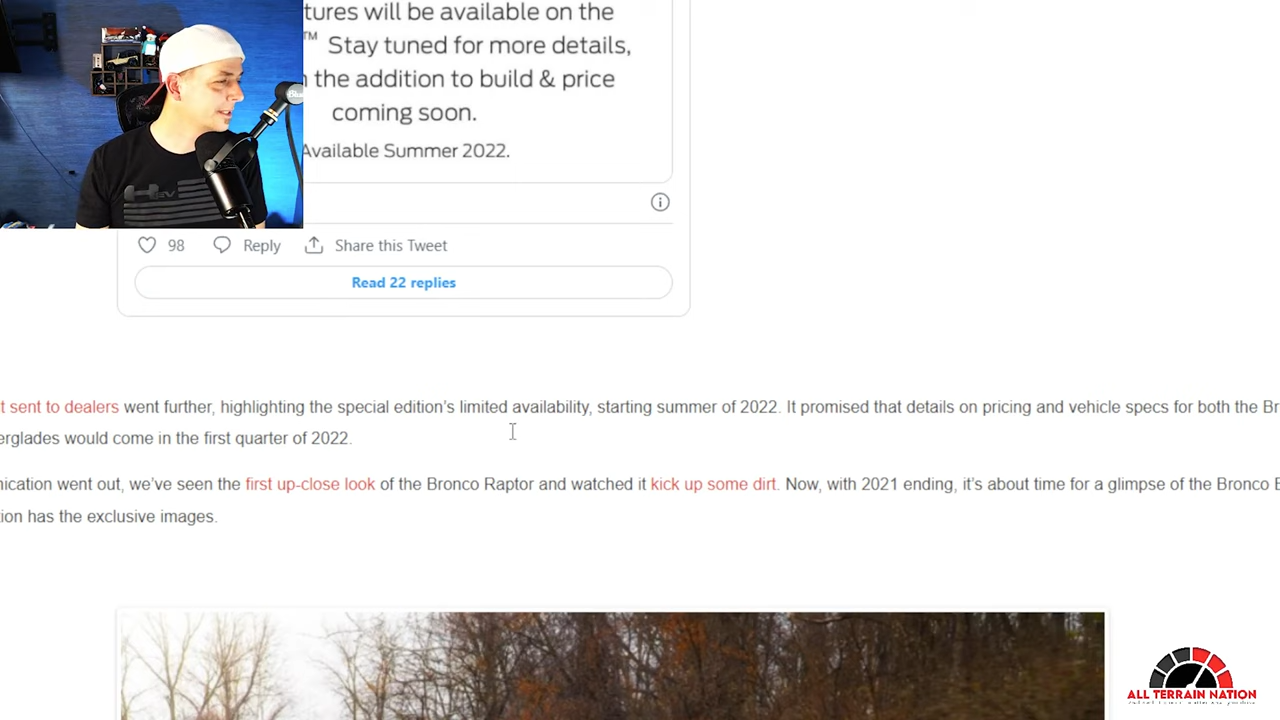 tures will be available on the
™ Stay tuned for more details,
the addition to build & price
coming soon.
Available Summer 2022.
98 Reply Share this Tweet
Read 22 replies
t sent to dealers went further, highlighting the special edition’s limited availability, starting summer of 2022. It promised that details on pricing and vehicle specs for both the Br
erglades would come in the first quarter of 2022.
nication went out, we’ve seen the first up-close look of the Bronco Raptor and watched it kick up some dirt. Now, with 2021 ending, it’s about time for a glimpse of the Bronco E
tion has the exclusive images.
ALL TERRAIN NATION